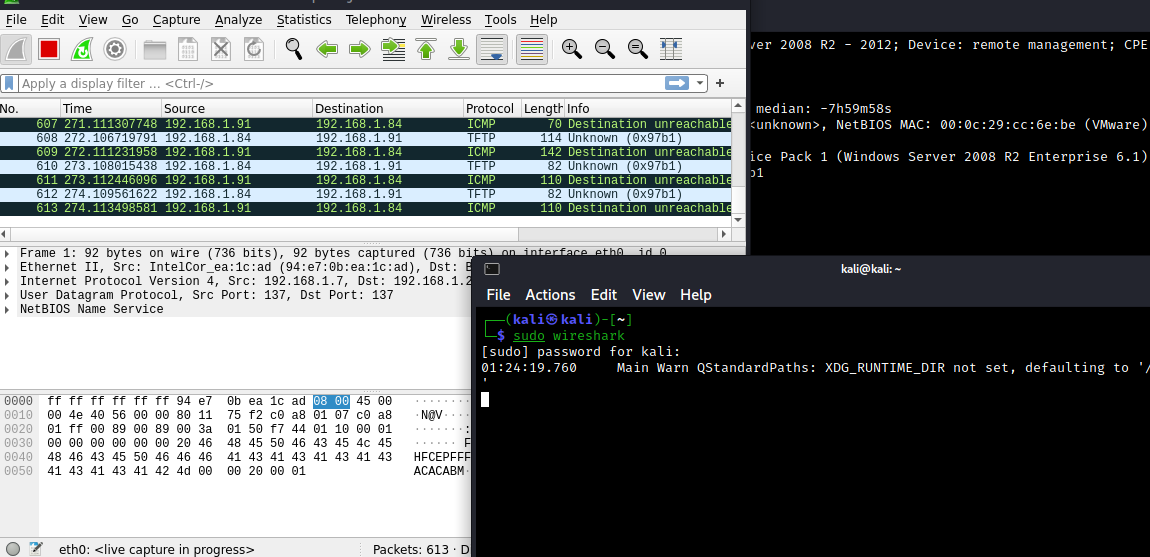 File Edit View Go Capture Analyze Statistics Telephony Wireless Tools Help
Apply a display filter ... <Ctrl-/>
No. Time Source Destination Protocol Length Info
607 271.111307748 192.168.1.91 192.168.1.84 ICMP 70 Destination unreachable
608 272.106719791 192.168.1.84 192.168.1.91 TFTP 114 Unknown (0x97b1)
609 272.111231958 192.168.1.91 192.168.1.84 ICMP 142 Destination unreachable
610 273.108015438 192.168.1.84 192.168.1.91 TFTP 82 Unknown (0x97b1)
611 273.112446096 192.168.1.91 192.168.1.84 ICMP 110 Destination unreachable
612 274.109561622 192.168.1.84 192.168.1.91 TFTP 82 Unknown (0x97b1)
613 274.113498581 192.168.1.91 192.168.1.84 ICMP 110 Destination unreachable
Frame 1: 92 bytes on wire (736 bits), 92 bytes captured (736 bits) on interface eth0, id 0
Ethernet II, Src: IntelCor_ea:1c:ad (94:e7:0b:ea:1c:ad), Dst: B
Internet Protocol Version 4, Src: 192.168.1.7, Dst: 192.168.1.2
User Datagram Protocol, Src Port: 137, Dst Port: 137
NetBIOS Name Service
0000 ff ff ff ff ff ff 94 e7 0b ea 1c ad 08 00 45 00 ········
0010 00 4e 40 56 00 00 80 11 75 f2 c0 a8 01 07 c0 a8 ·N@V····
0020 01 ff 00 89 00 89 00 3a 01 50 f7 44 01 10 00 01 ·······:
0030 00 00 00 00 00 00 20 46 48 45 50 46 43 45 4c 45 ······ F
0040 48 46 43 45 50 46 46 46 41 43 41 43 41 43 41 43 HFCEPFFF
0050 41 43 41 43 41 42 4d 00 00 20 00 01 ACACABM·
eth0: <live capture in progress> Packets: 613 · D
ver 2008 R2 - 2012; Device: remote management; CPE
median: -7h59m58s
<unknown>, NetBIOS MAC: 00:0c:29:cc:6e:be (VMware)
ice Pack 1 (Windows Server 2008 R2 Enterprise 6.1)
b1
kali@kali: ~
File Actions Edit View Help
┌──(kali㉿kali)-[~]
└─$ sudo wireshark
[sudo] password for kali:
01:24:19.760 Main Warn QStandardPaths: XDG_RUNTIME_DIR not set, defaulting to '/
'